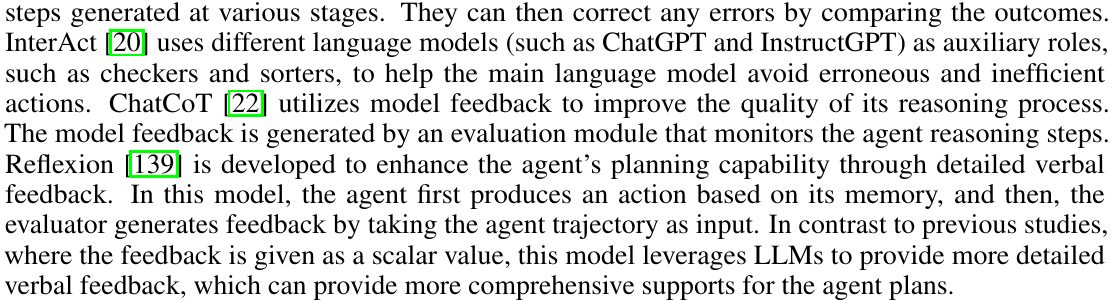 steps generated at various stages. They can then correct any errors by comparing the outcomes.
InterAct [20] uses different language models (such as ChatGPT and InstructGPT) as auxiliary roles,
such as checkers and sorters, to help the main language model avoid erroneous and inefficient
actions. ChatCoT [22] utilizes model feedback to improve the quality of its reasoning process.
The model feedback is generated by an evaluation module that monitors the agent reasoning steps.
Reflexion [139] is developed to enhance the agent's planning capability through detailed verbal
feedback. In this model, the agent first produces an action based on its memory, and then, the
evaluator generates feedback by taking the agent trajectory as input. In contrast to previous studies,
where the feedback is given as a scalar value, this model leverages LLMs to provide more detailed
verbal feedback, which can provide more comprehensive supports for the agent plans.